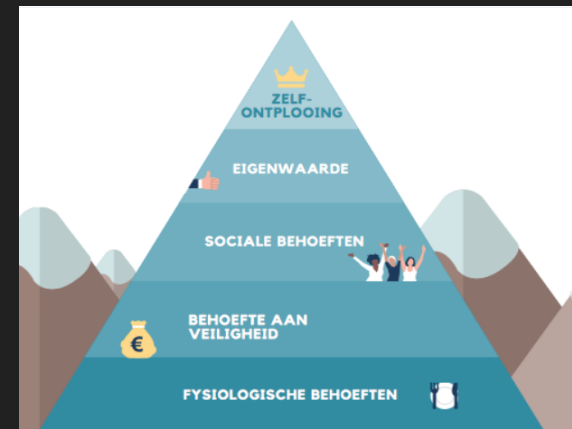 ZELF-
ONTPLOOING
EIGENWAARDE
SOCIALE BEHOEFTEN
BEHOEFTE AAN
VEILIGHEID
€
FYSIOLOGISCHE BEHOEFTEN